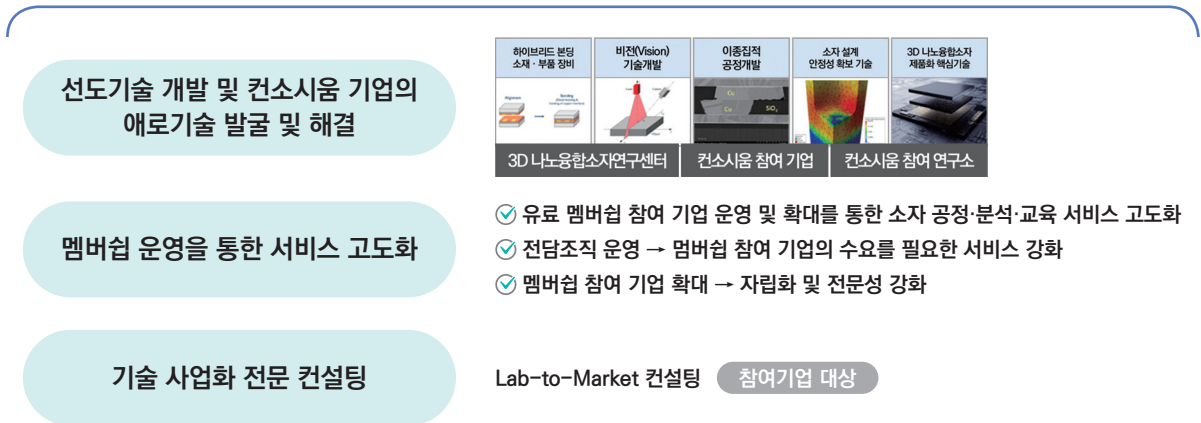 선도기술 개발 및 컨소시움 기업의
애로기술 발굴 및 해결
하이브리드 본딩
소재 · 부품 장비
비전(Vision)
기술개발
이종집적
공정개발
소자 설계
안정성 확보 기술
3D 나노융합소자
제품화 핵심기술
Alignment
Bonding
Cu
Cu
SiO₂
3D 나노융합소자연구센터
컨소시움 참여 기업
컨소시움 참여 연구소
멤버쉽 운영을 통한 서비스 고도화
유료 멤버쉽 참여 기업 운영 및 확대를 통한 소자 공정·분석·교육 서비스 고도화
전담조직 운영 → 멈버쉽 참여 기업의 수요를 필요한 서비스 강화
멤버쉽 참여 기업 확대 → 자립화 및 전문성 강화
기술 사업화 전문 컨설팅
Lab-to-Market 컨설팅 참여기업 대상